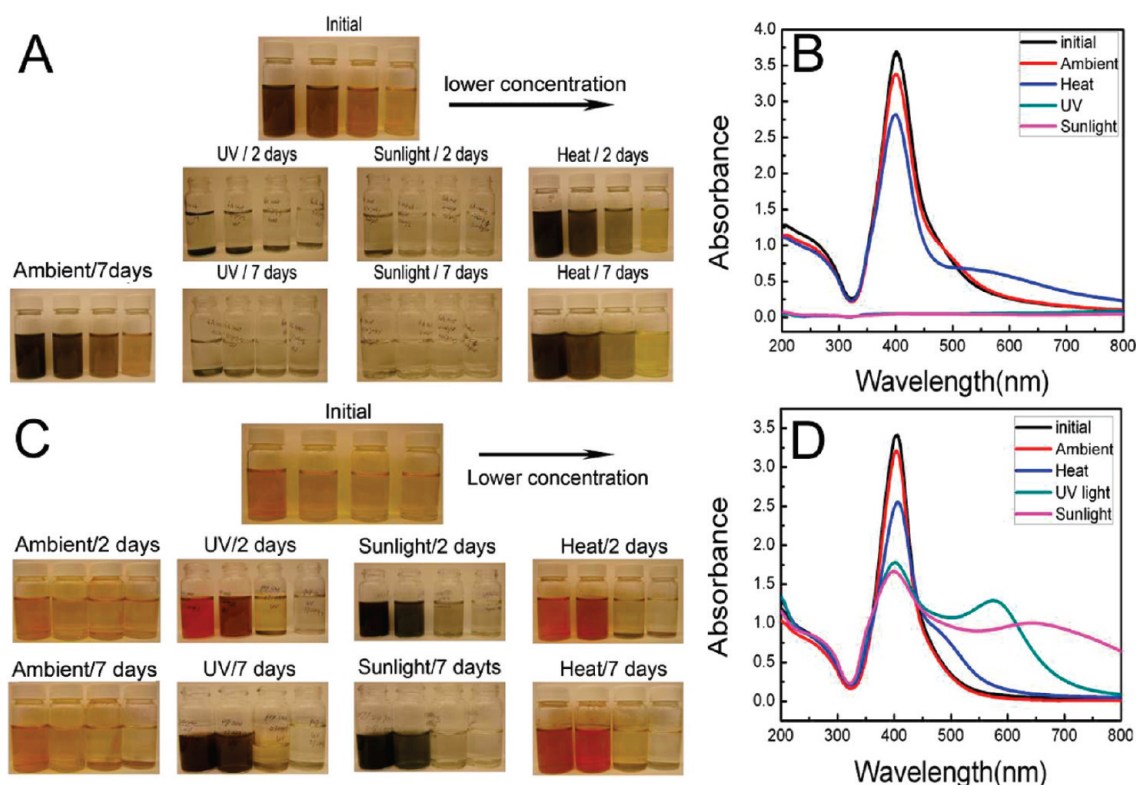 A
Initial
lower concentration
UV / 2 days
Sunlight / 2 days
Heat / 2 days
Ambient/7days
UV / 7 days
Sunlight / 7 days
Heat / 7 days
B
initial
Ambient
Heat
UV
Sunlight
Absorbance
4.0
3.5
3.0
2.5
2.0
1.5
1.0
0.5
0.0
200 300 400 500 600 700 800
Wavelength(nm)
C
Initial
Lower concentration
Ambient/2 days
UV/2 days
Sunlight/2 days
Heat/2 days
Ambient/7 days
UV/7 days
Sunlight/7 dayts
Heat/7 days
D
initial
Ambient
Heat
UV light
Sunlight
Absorbance
3.5
3.0
2.5
2.0
1.5
1.0
0.5
0.0
200 300 400 500 600 700 800
Wavelength(nm)